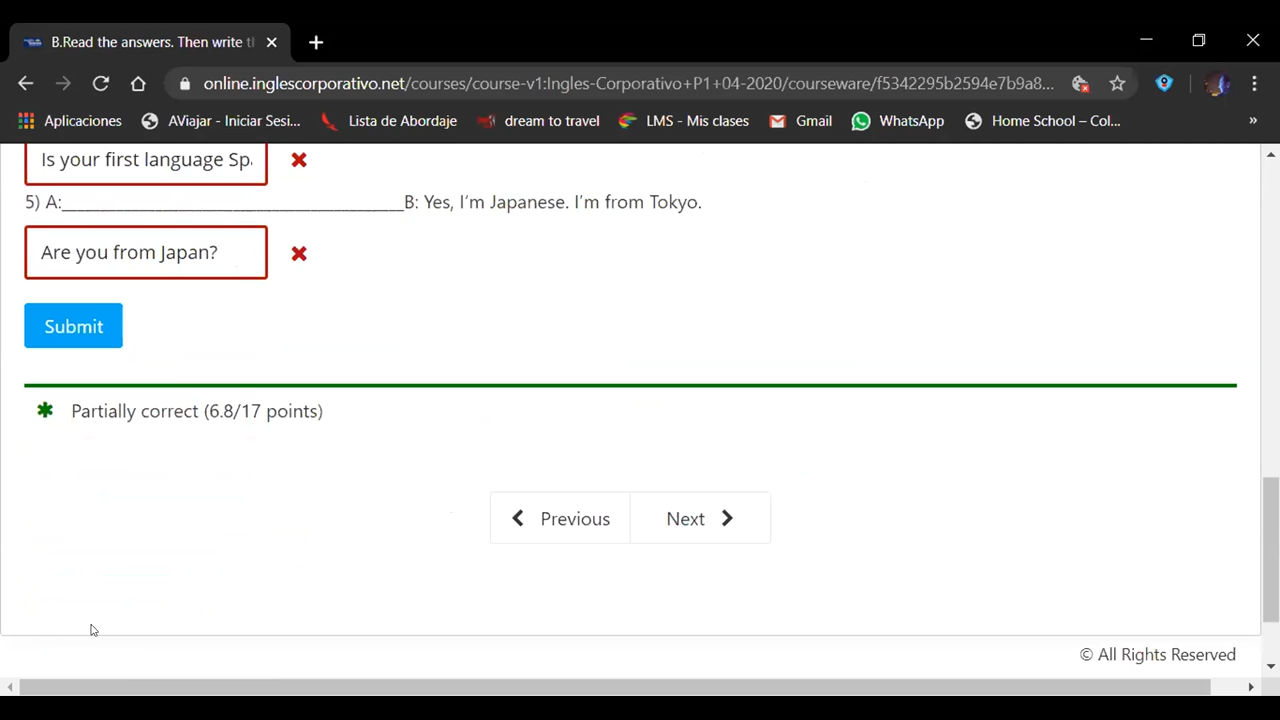 B.Read the answers. Then write th
online.inglescorporativo.net/courses/course-v1:Ingles-Corporativo+P1+04-2020/courseware/f5342295b2594e7b9a8...
Aplicaciones AViajar - Iniciar Sesi... Lista de Abordaje dream to travel LMS - Mis clases Gmail WhatsApp Home School – Col... »
Is your first language Sp
5) A:______________________________________B: Yes, I'm Japanese. I'm from Tokyo.
Are you from Japan?
Submit
Partially correct (6.8/17 points)
Previous Next
© All Rights Reserved